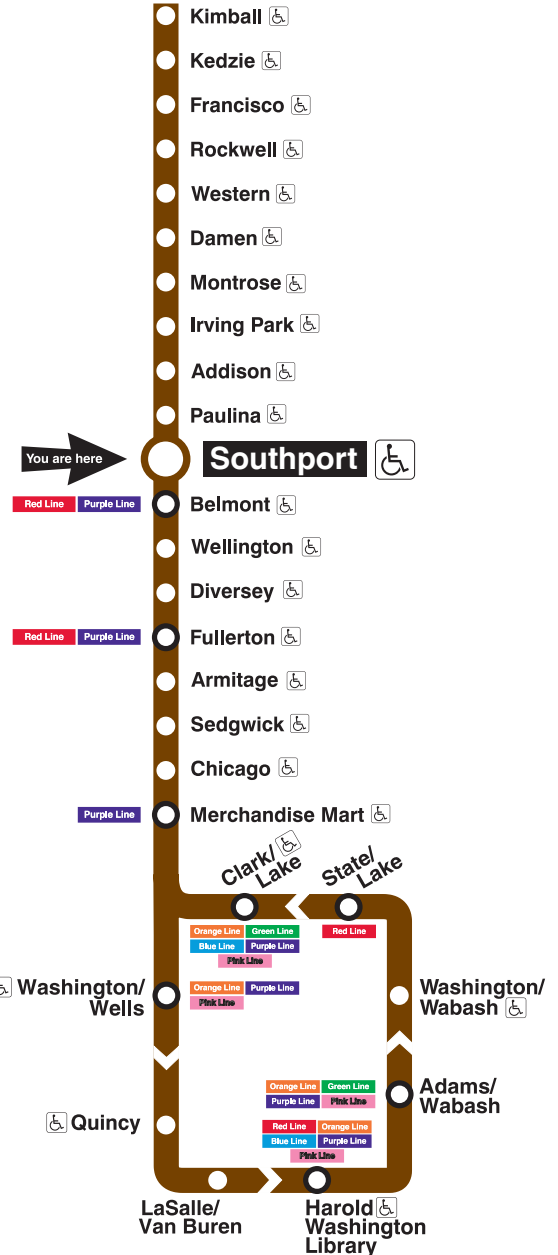 Kimball
Kedzie
Francisco
Rockwell
Western
Damen
Montrose
Irving Park
Addison
Paulina
You are here
Southport
Red Line Purple Line
Belmont
Wellington
Diversey
Red Line Purple Line
Fullerton
Armitage
Sedgwick
Chicago
Purple Line
Merchandise Mart
Clark/
Lake
State/
Lake
Orange Line Green Line
Blue Line Purple Line
Pink Line
Red Line
Washington/
Wells
Orange Line Purple Line
Pink Line
Washington/
Wabash
Orange Line Green Line
Purple Line Pink Line
Adams/
Wabash
Quincy
Red Line Orange Line
Blue Line Purple Line
Pink Line
LaSalle/
Van Buren
Harold
Washington
Library